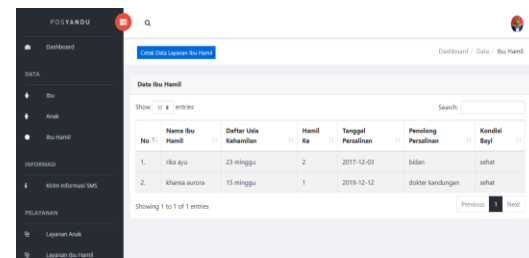 POSYANDU
Dashboard
DATA
Ibu
Anak
Ibu Hamil
INFORMASI
Kirim Informasi SMS
PELAYANAN
Layanan Anak
Layanan Ibu Hamil
Cetak Data Layanan Ibu Hamil
Dashboard / Data / Ibu Hamil
Data Ibu Hamil
Show 10 entries
Search:
No Nama Ibu Hamil Daftar Usia Kehamilan Hamil Ke Tanggal Persalinan Penolong Persalinan Kondisi Bayi
1. rika ayu 23 minggu 2 2017-12-03 bidan sehat
2. khansa aurora 15 minggu 1 2019-12-12 dokter kandungan sehat
Showing 1 to 1 of 1 entries
Previous 1 Next